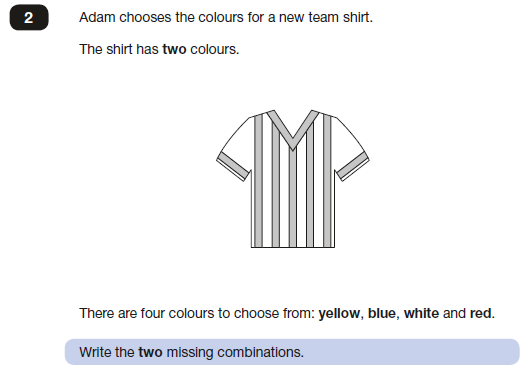 2 Adam chooses the colours for a new team shirt.
The shirt has two colours.
There are four colours to choose from: yellow, blue, white and red.
Write the two missing combinations.